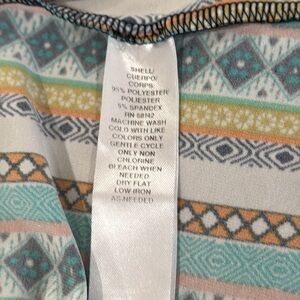 SHELL/
CUERPO/
CORPS:
95% POLYESTER/
POLIESTER
5% SPANDEX
RN 68142
MACHINE WASH
COLD WITH LIKE
COLORS ONLY
GENTLE CYCLE
ONLY NON
CHLORINE
BLEACH WHEN
NEEDED
DRY FLAT
LOW IRON
AS NEEDED